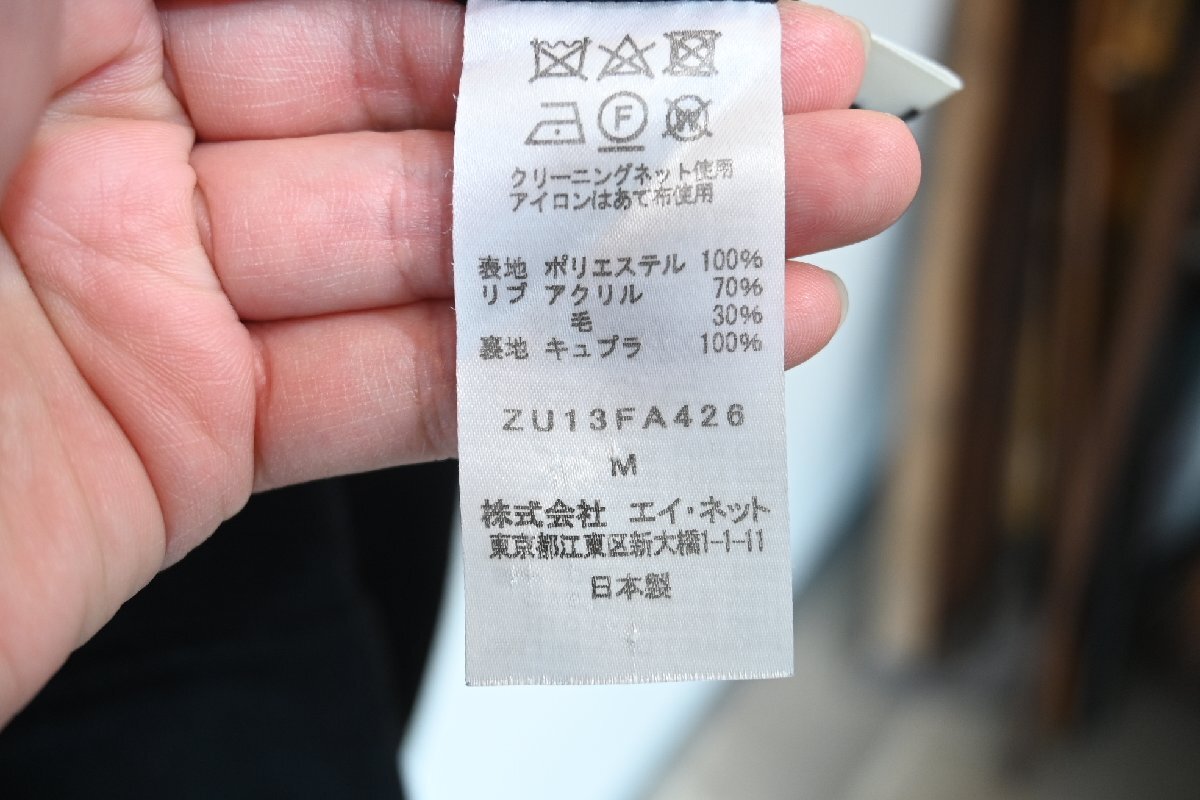 F W
クリーニングネット使用
アイロンはあて布使用
表地 ポリエステル 100%
リブ アクリル 70%
毛 30%
裏地 キュプラ 100%
ZU13FA426
M
株式会社 エイ・ネット
東京都江東区新大橋1-1-11
日本製